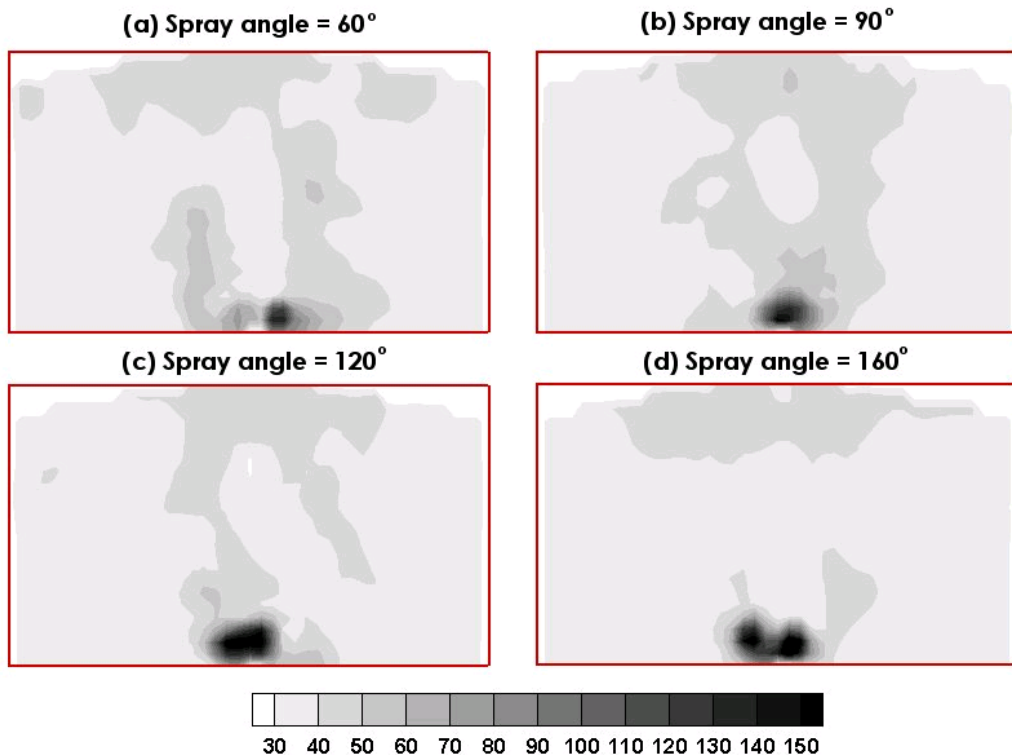 (a) Spray angle = 60°
(b) Spray angle = 90°
(c) Spray angle = 120°
(d) Spray angle = 160°
30 40 50 60 70 80 90 100 110 120 130 140 150